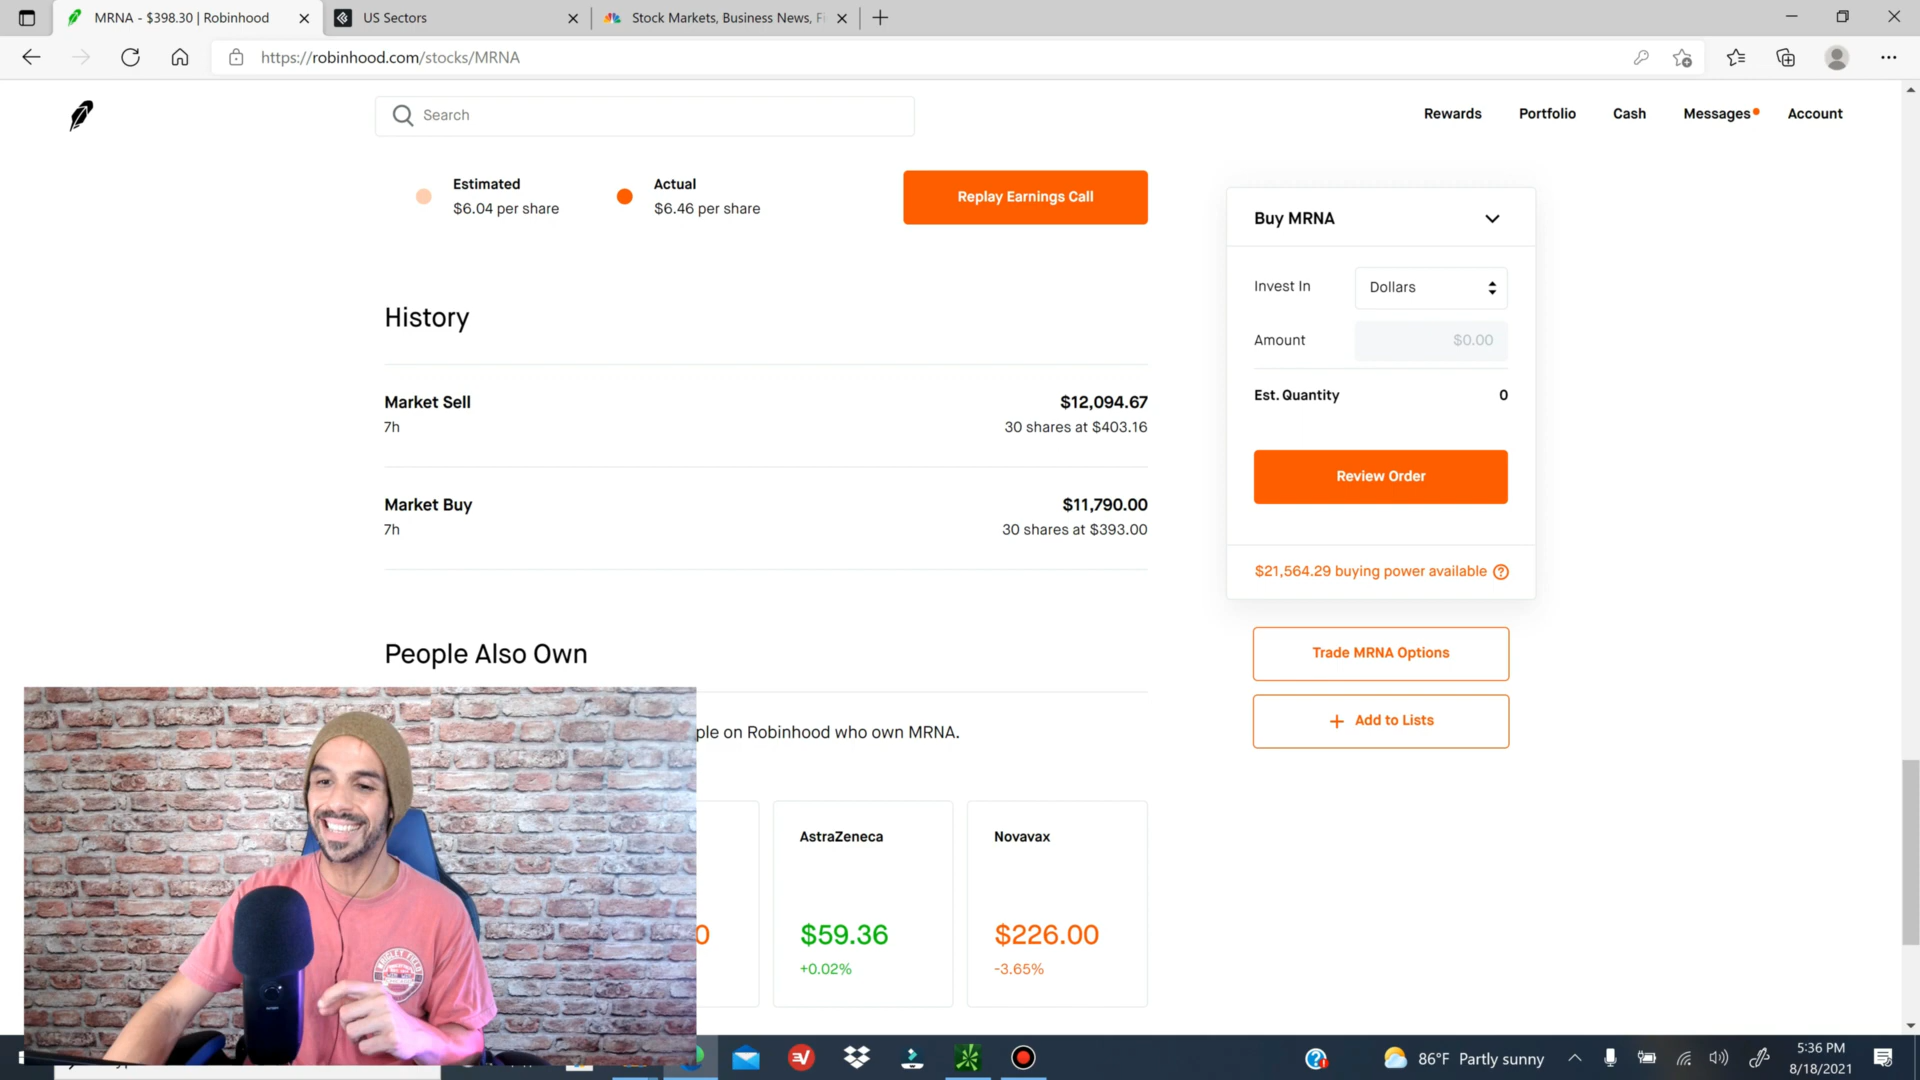 MRNA - $398.30 | Robinhood
US Sectors
Stock Markets, Business News, Fi
https://robinhood.com/stocks/MRNA
Search
Rewards
Portfolio
Cash
Messages
Account
Estimated
$6.04 per share
Actual
$6.46 per share
Replay Earnings Call
History
Market Sell
$12,094.67
7h
30 shares at $403.16
Market Buy
$11,790.00
7h
30 shares at $393.00
People Also Own
ple on Robinhood who own MRNA.
0
AstraZeneca
$59.36
+0.02%
Novavax
$226.00
-3.65%
Buy MRNA
Invest In
Dollars
Amount
$0.00
Est. Quantity
0
Review Order
$21,564.29 buying power available
Trade MRNA Options
+ Add to Lists
WRIGLEY FIELD
86°F Partly sunny
5:36 PM
8/18/2021